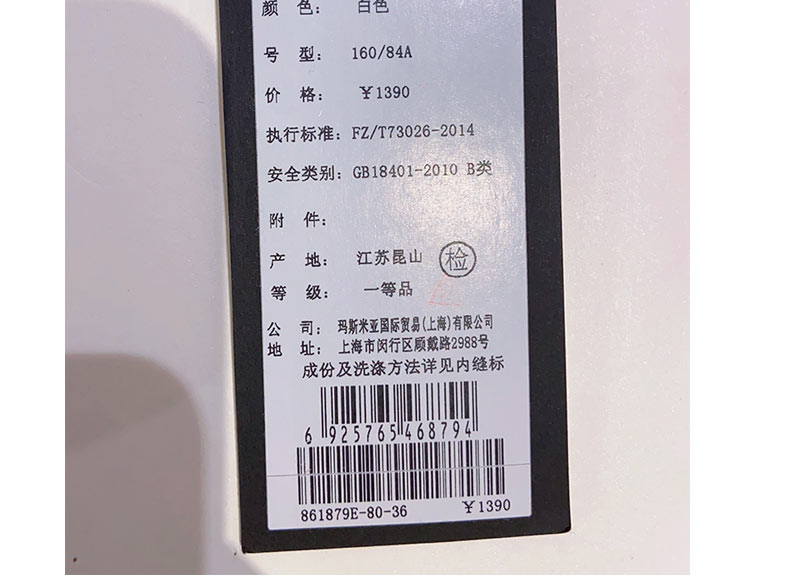 颜 色： 白色
号 型： 160/84A
价 格： ￥1390
执行标准：FZ/T73026-2014
安全类别：GB18401-2010 B类
附 件：
产 地： 江苏昆山 检
等 级： 一等品
公 司： 玛斯米亚国际贸易(上海)有限公司
地 址： 上海市闵行区顾戴路2988号
成份及洗涤方法详见内缝标
6 925765 468794
861879E-80-36 ￥1390